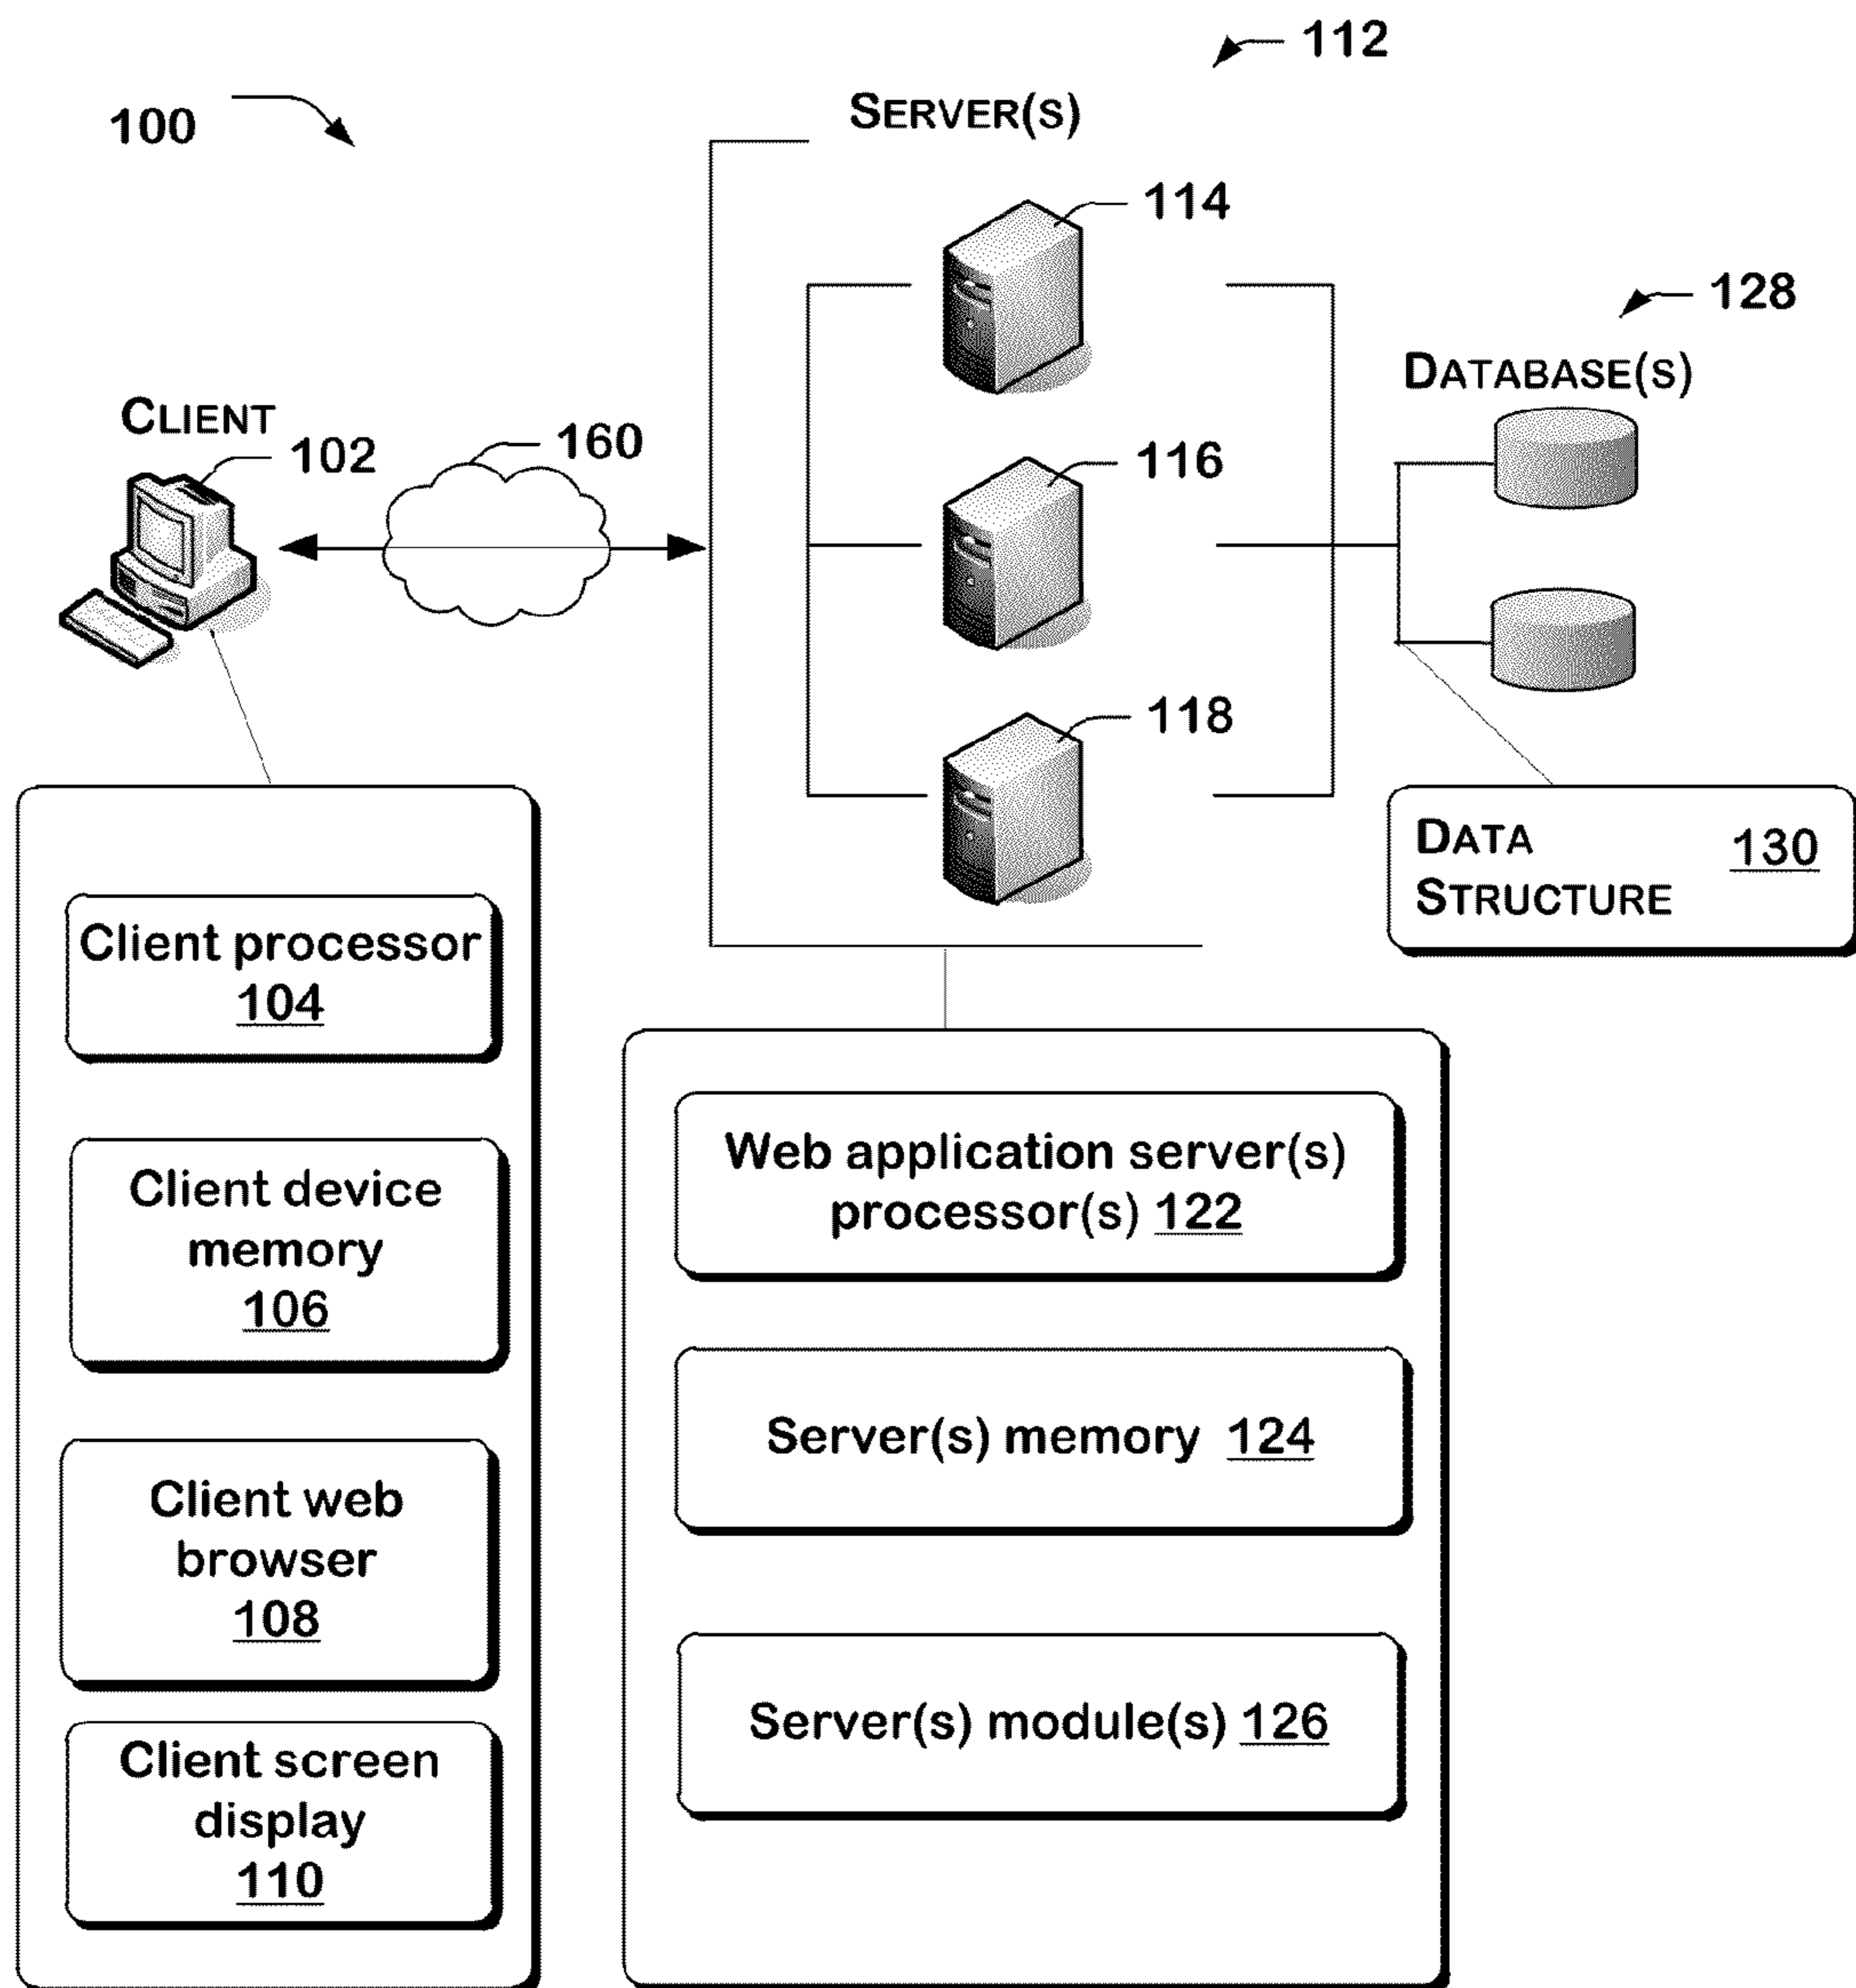 112
100
SERVER(S)
114
128
DATABASE(S)
CLIENT
102
160
116
118
DATA
STRUCTURE
130
Client processor
104
Client device
memory
106
Client web
browser
108
Client screen
display
110
Web application server(s)
processor(s) 122
Server(s) memory 124
Server(s) module(s) 126